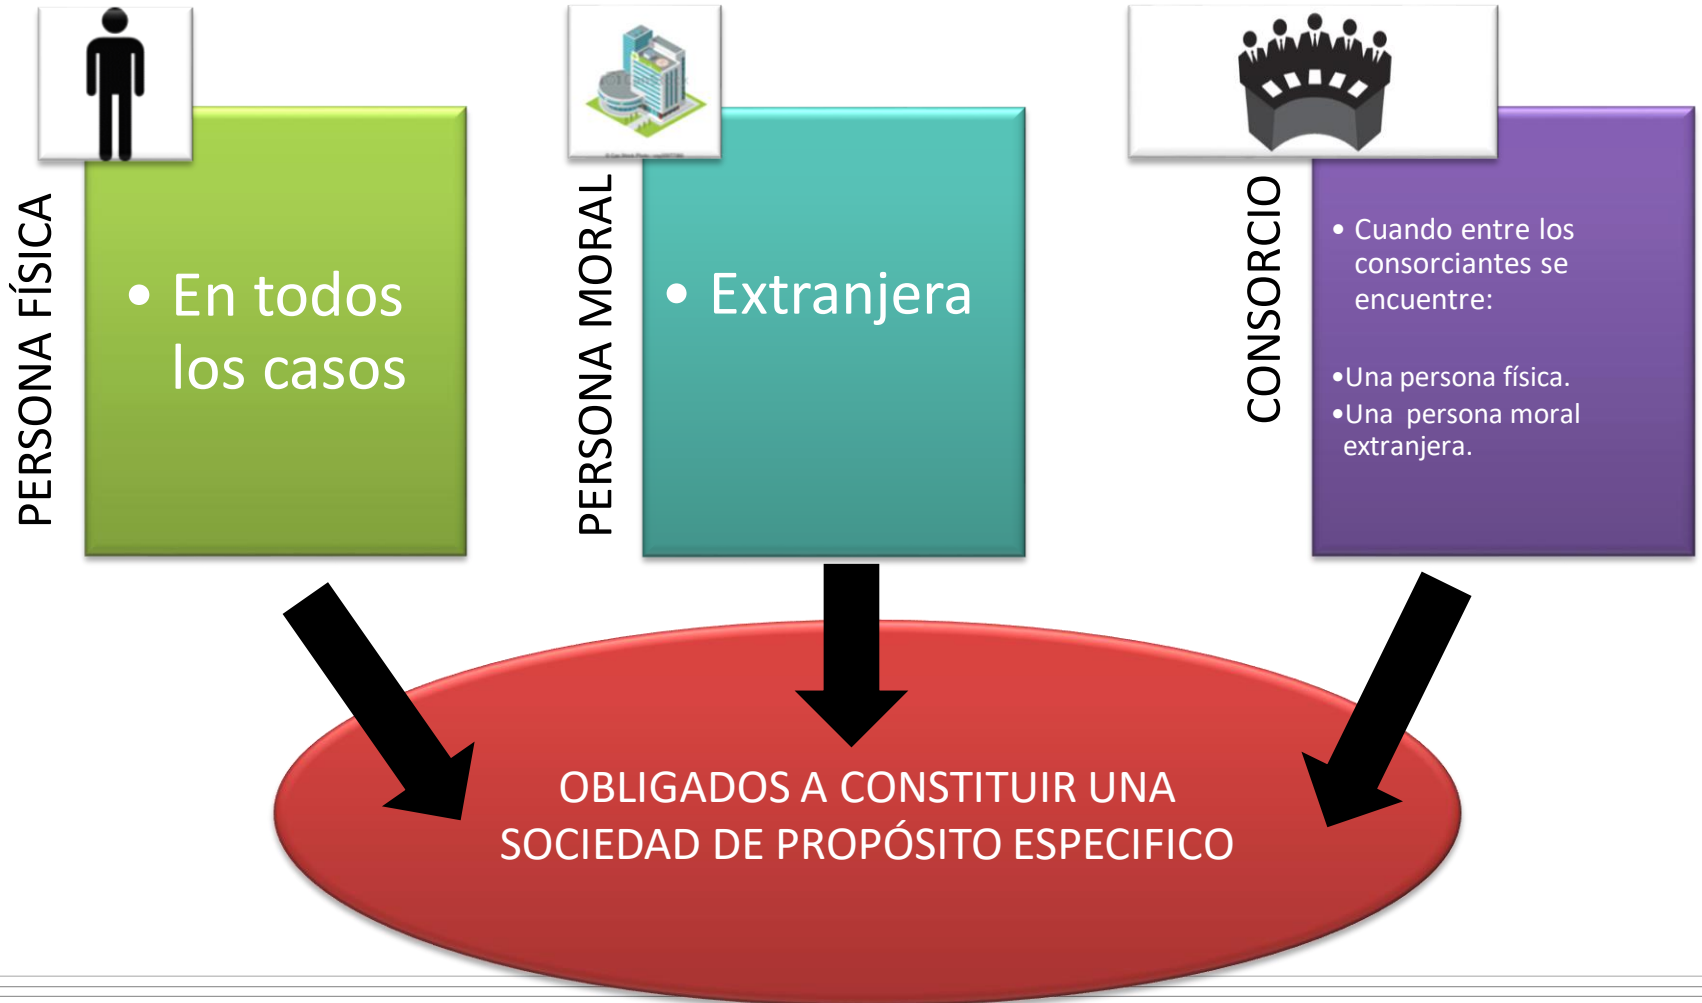 PERSONA FÍSICA
• En todos
los casos
PERSONA MORAL
• Extranjera
CONSORCIO
• Cuando entre los
consorciantes se
encuentre:
•Una persona física.
•Una persona moral
extranjera.
OBLIGADOS A CONSTITUIR UNA
SOCIEDAD DE PROPÓSITO ESPECIFICO